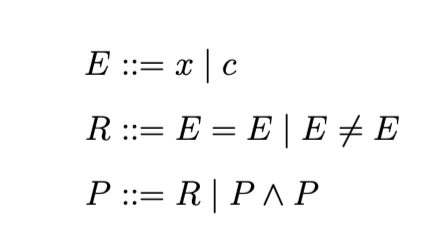 E ::= x | c
R ::= E = E | E ≠ E
P ::= R | P ∧ P